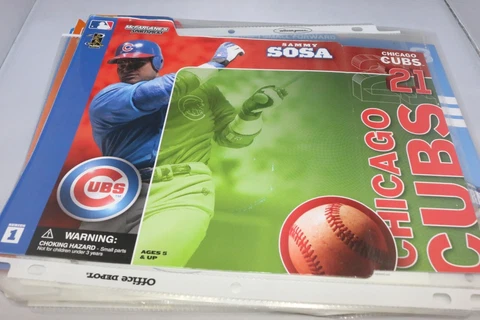 McFARLANE'S
SPORTSPICKS
SAMMY
SOSA
CHICAGO
CUBS
21
CHICAGO
CUBS
CUBS
WARNING:
CHOKING HAZARD - Small parts
Not for children under 3 years
AGES 5
& UP
Office DEPOT